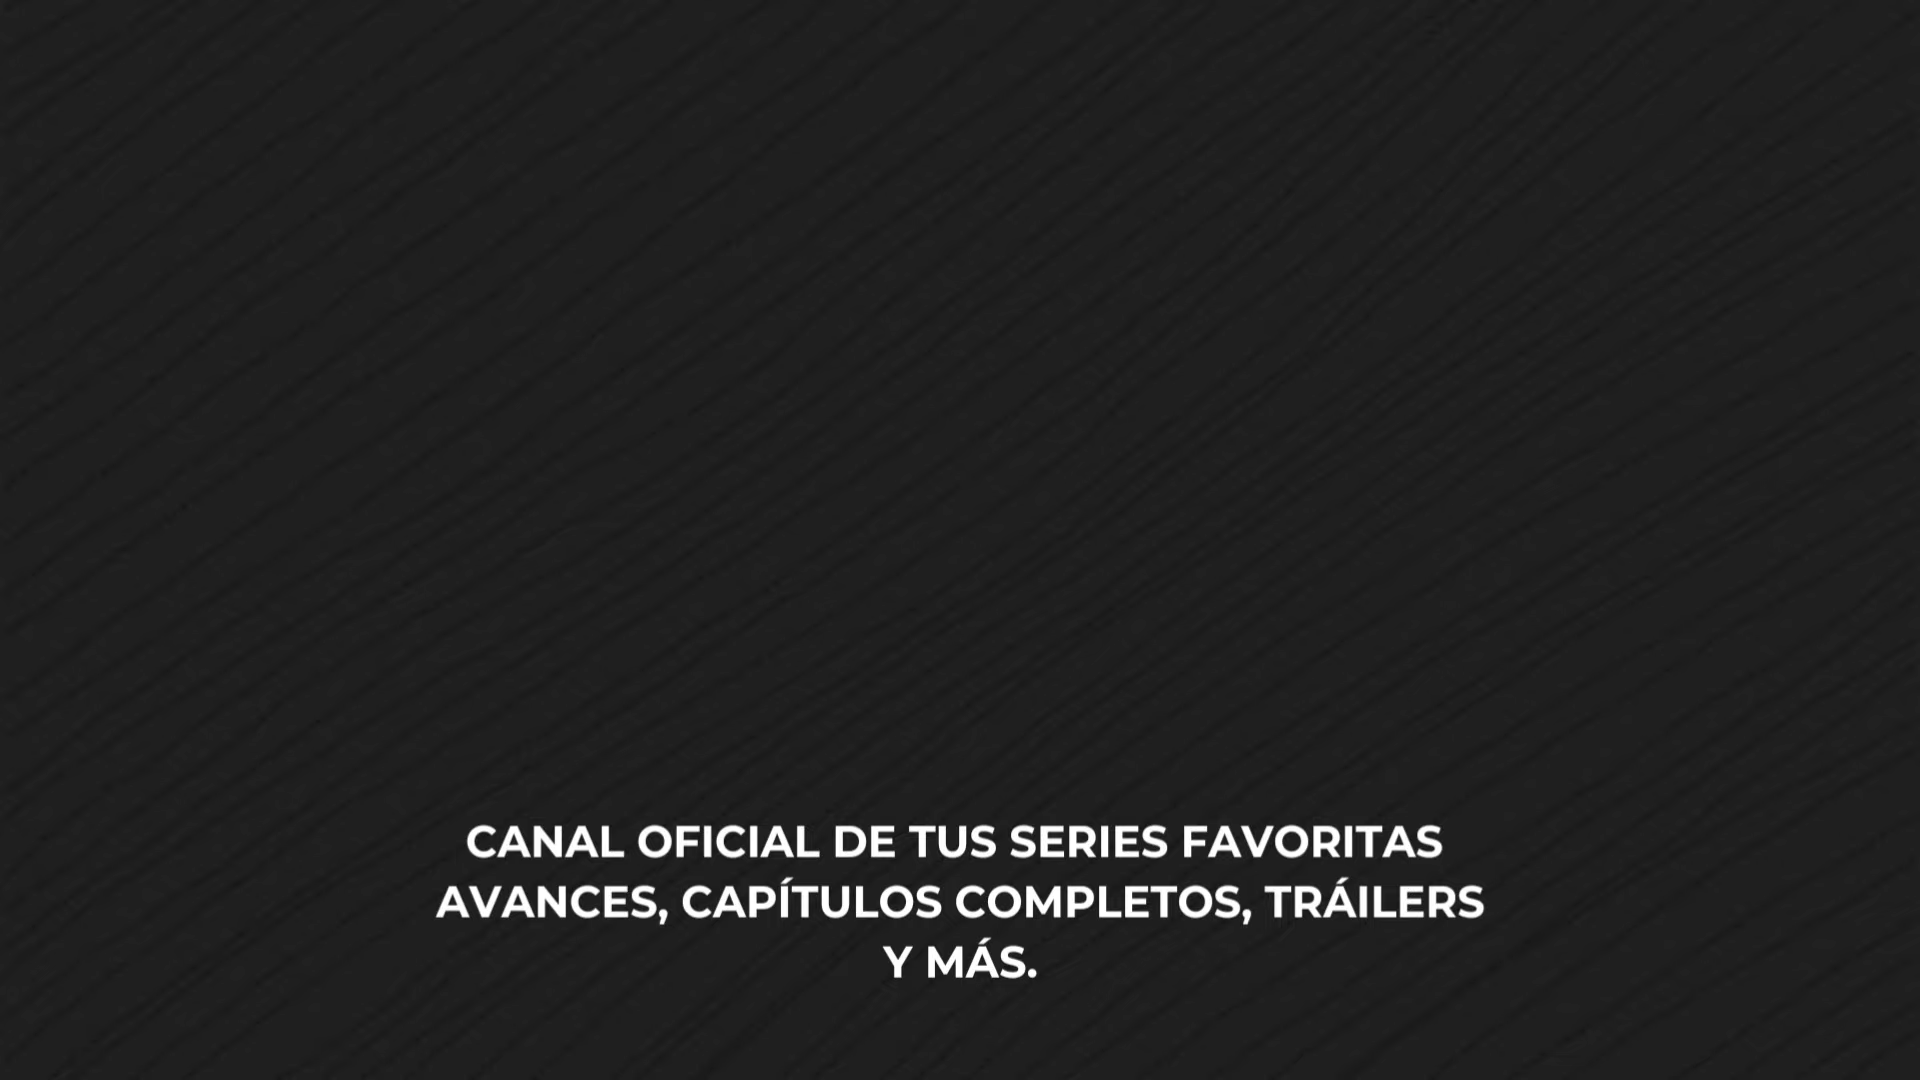 CANAL OFICIAL DE TUS SERIES FAVORITAS
AVANCES, CAPÍTULOS COMPLETOS, TRÁILERS
Y MÁS.